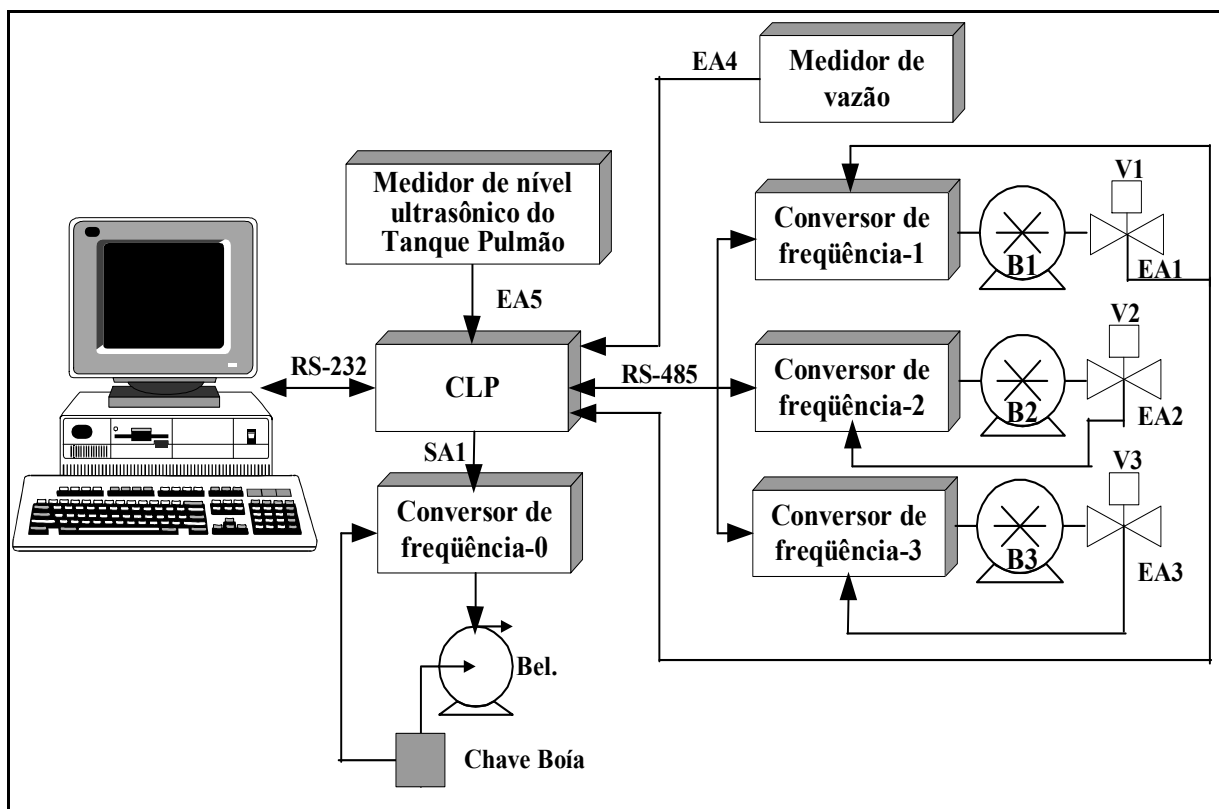 EA4
Medidor de
vazão
Medidor de nível
ultrasônico do
Tanque Pulmão
EA5
V1
Conversor de
freqüência-1
B1
EA1
RS-232
CLP
RS-485
V2
Conversor de
freqüência-2
B2
EA2
SA1
Conversor de
freqüência-0
V3
Conversor de
freqüência-3
B3
EA3
Bel.
Chave Boía